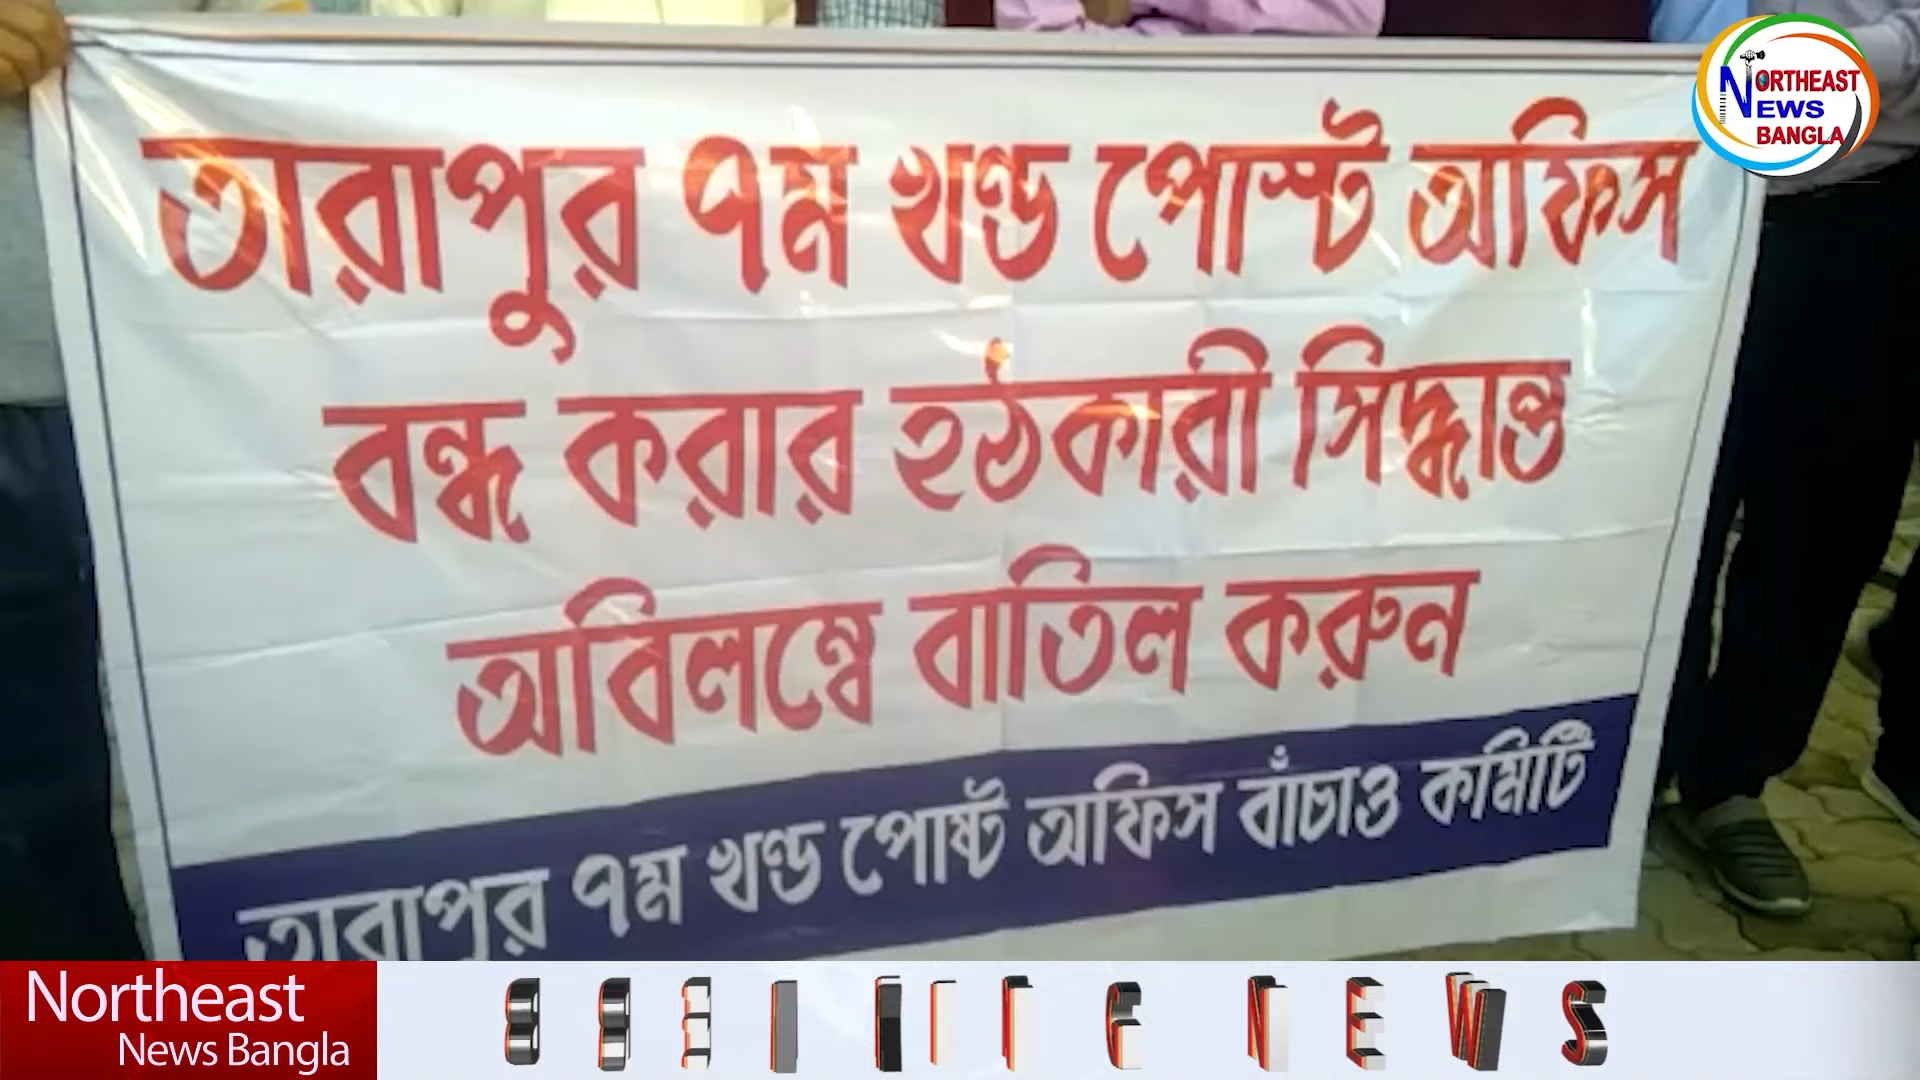 NORTHEAST
NEWS
BANGLA
তারাপুর ৭ম খণ্ড পোস্ট অফিস
বন্ধ করার হঠকারী সিদ্ধান্ত
অবিলম্বে বাতিল করুন
তারাপুর ৭ম খণ্ড পোষ্ট অফিস বাঁচাও কমিটি
Northeast
News Bangla
NEWS